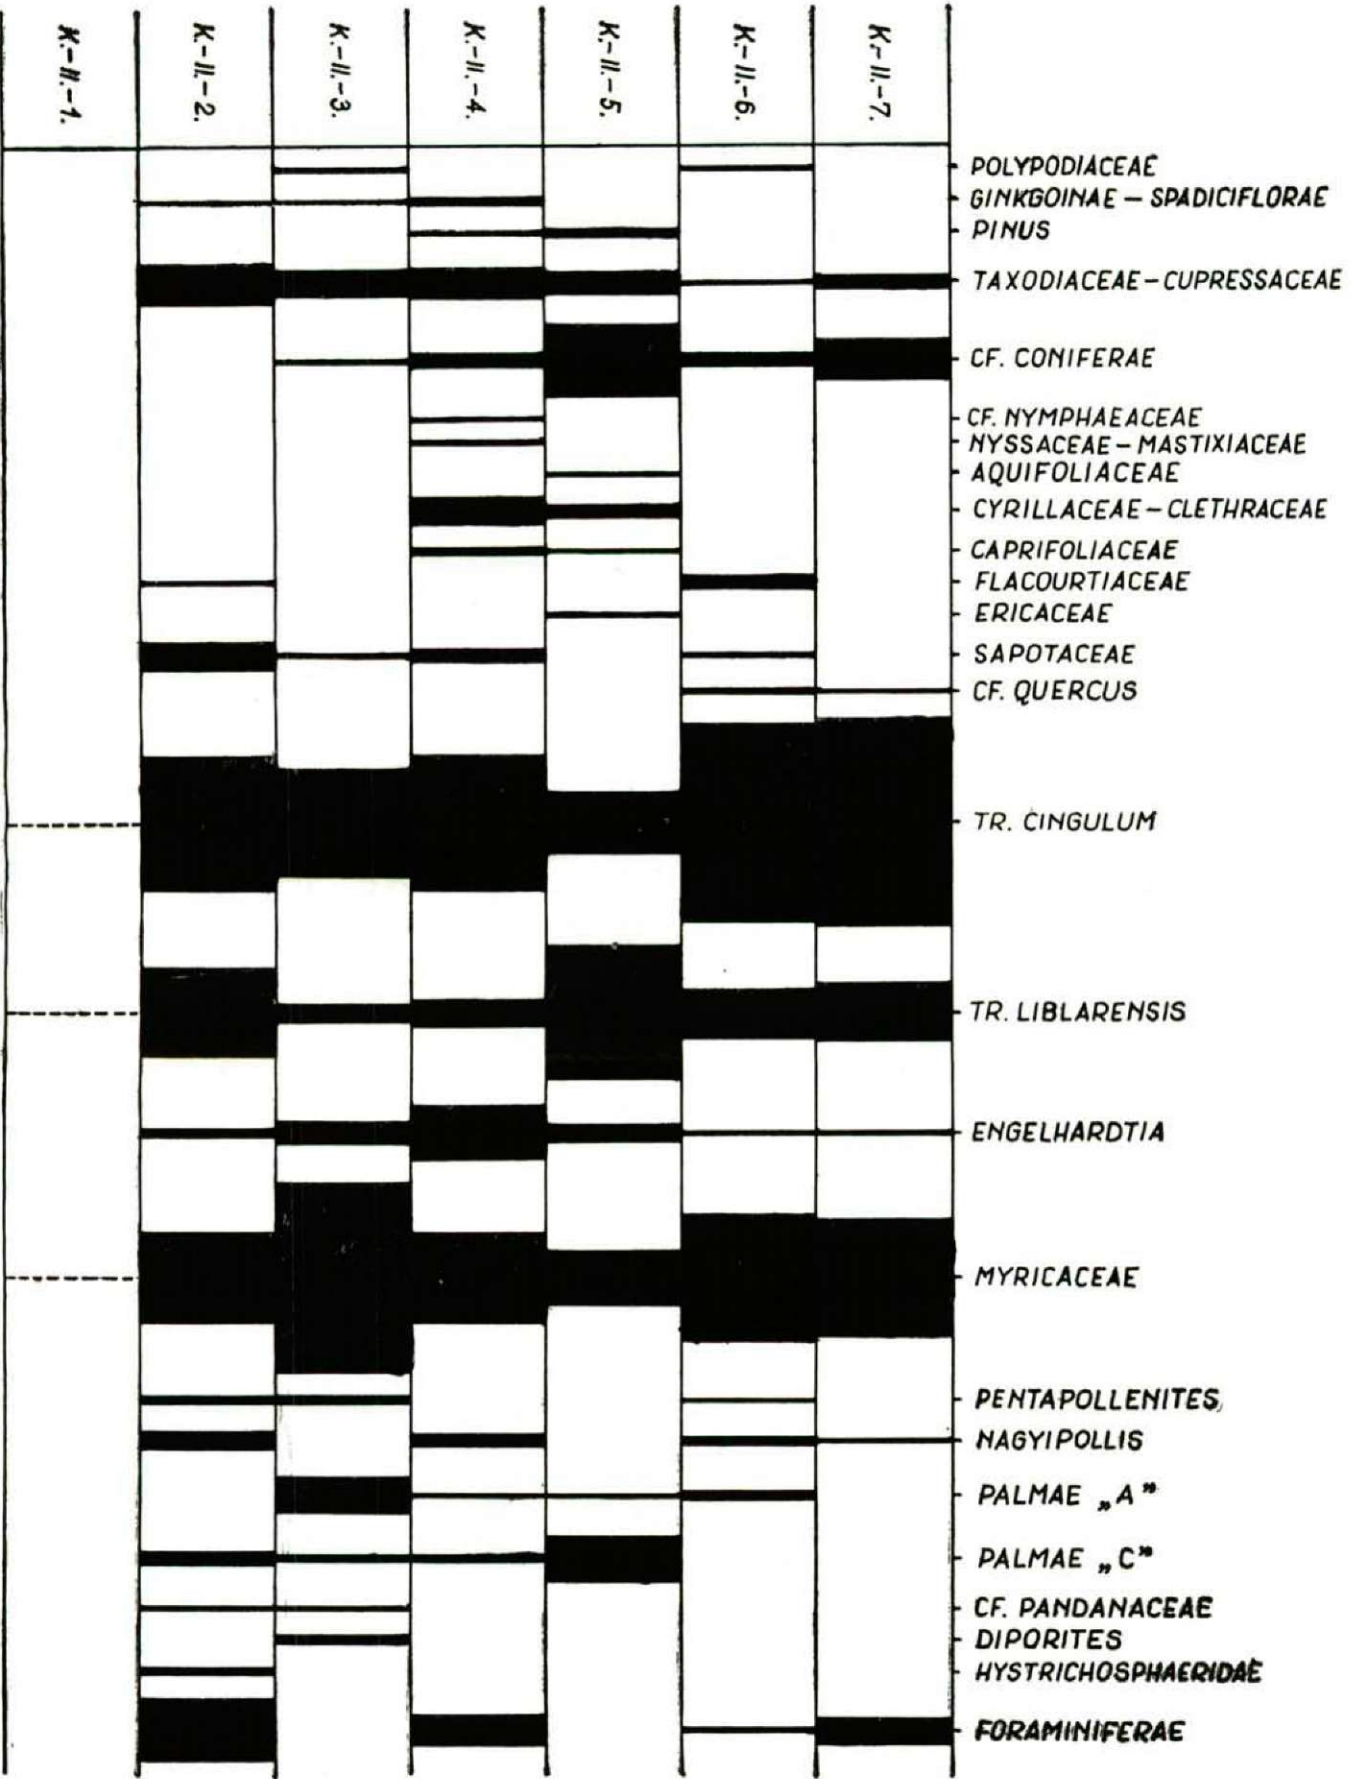 K.-II.-1.
K.-II.-2.
K.-II.-3.
K.-II.-4.
K.-II.-5.
K.-II.-6.
K.-II.-7.
POLYPODIACEAE
GINKGOINAE – SPADICIFLORAE
PINUS
TAXODIACEAE – CUPRESSACEAE
CF. CONIFERAE
CF. NYMPHAEACEAE
NYSSACEAE – MASTIXIACEAE
AQUIFOLIACEAE
CYRILLACEAE – CLETHRACEAE
CAPRIFOLIACEAE
FLACOURTIACEAE
ERICACEAE
SAPOTACEAE
CF. QUERCUS
TR. CINGULUM
TR. LIBLARENSIS
ENGELHARDTIA
MYRICACEAE
PENTAPOLLENITES
NAGYIPOLLIS
PALMAE „A”
PALMAE „C”
CF. PANDANACEAE
DIPORITES
HYSTRICHOSPHAERIDAE
FORAMINIFERAE